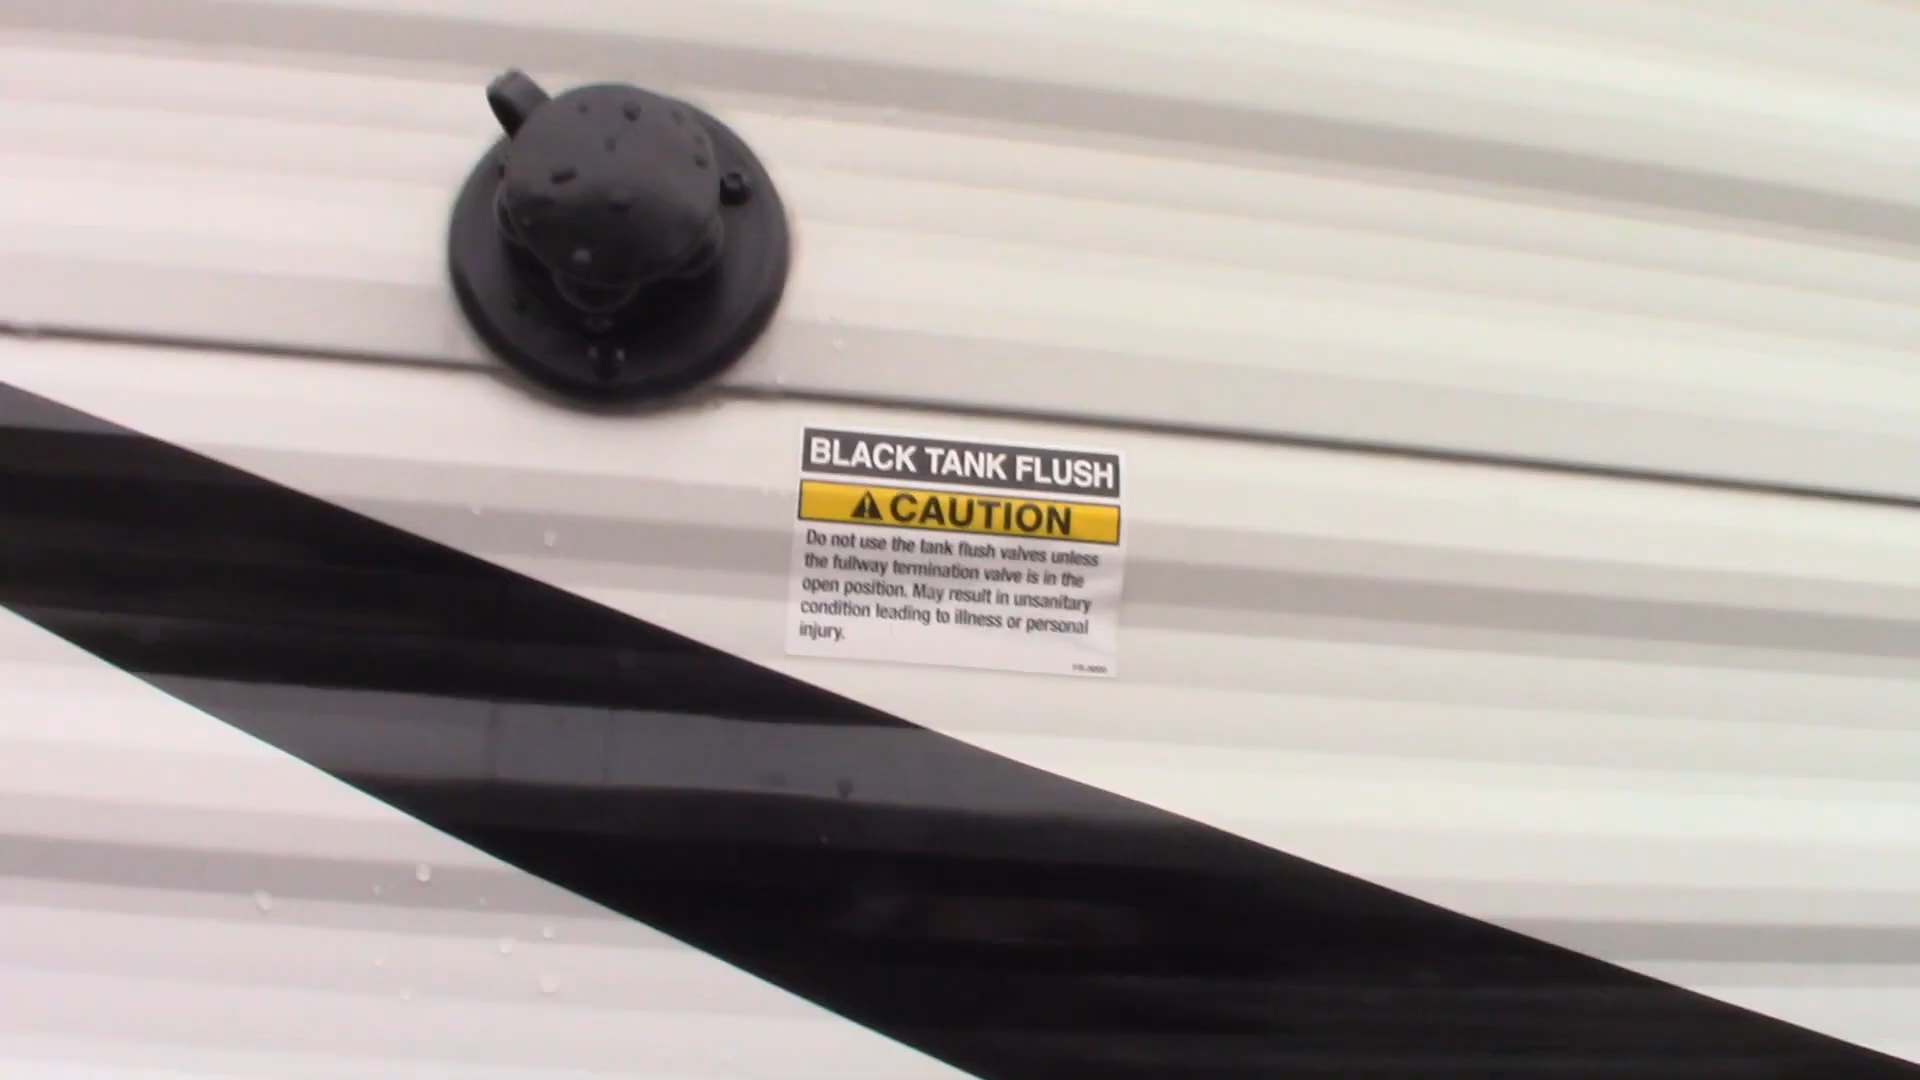 BLACK TANK FLUSH
CAUTION
Do not use the tank flush valves unless
the fullway termination valve is in the
open position. May result in unsanitary
condition leading to illness or personal
injury.